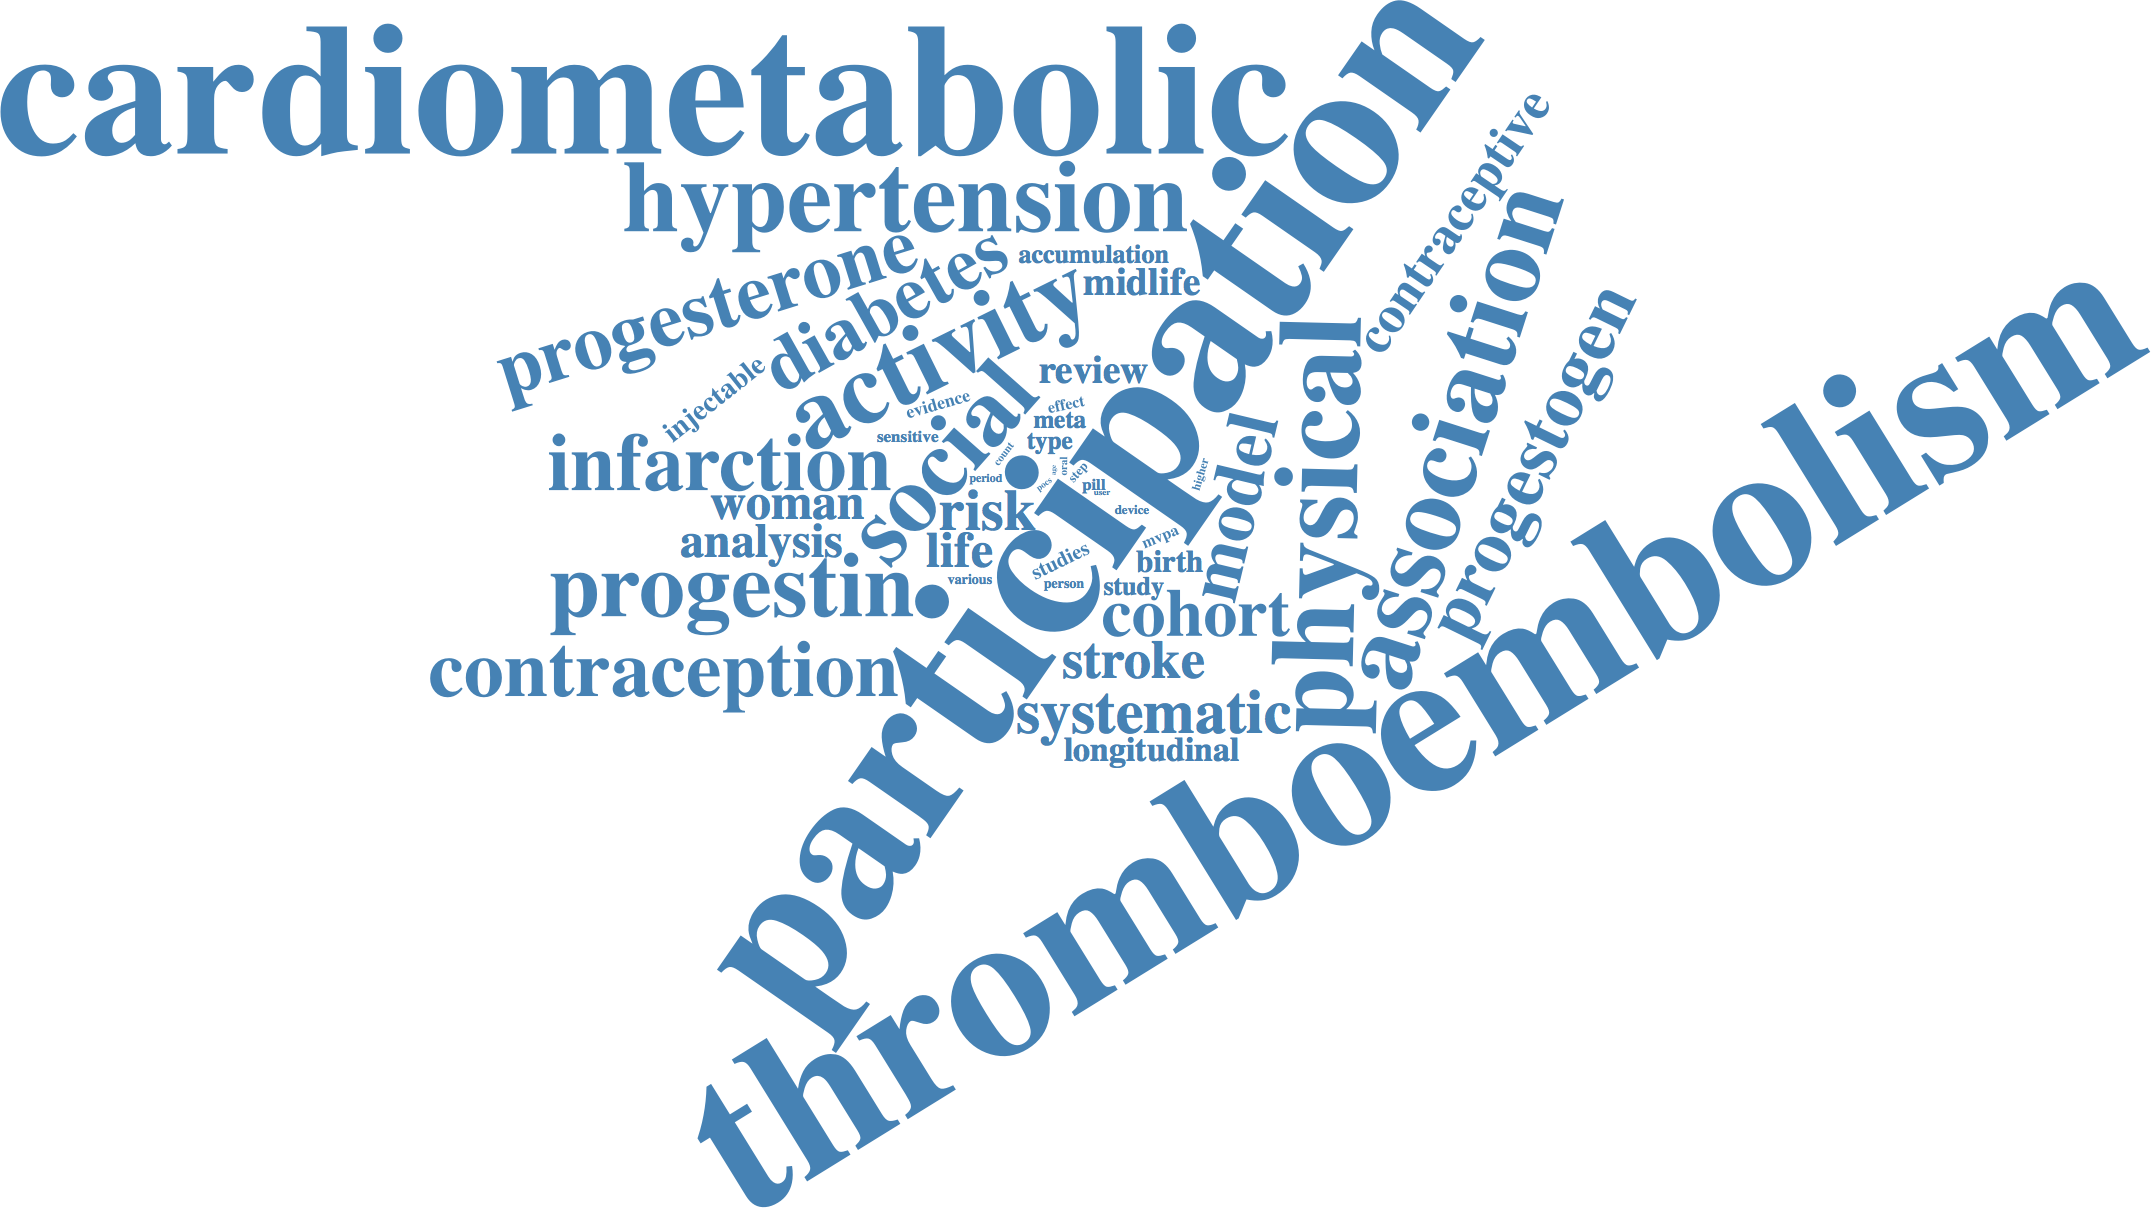 cardiometabolic
participation
hypertension
contraceptive
association
progesterone
diabetes
accumulation
activity
midlife
thromboembolism
progestogen
physical
injectable
review
social
evidence
effect
meta
model
sensitive
type
infarction
count
period
age
oral
step
pocs
pill
user
higher
woman
risk
device
analysis
life
mvpa
studies
birth
various
person
study
progestin
cohort
contraception
stroke
systematic
longitudinal